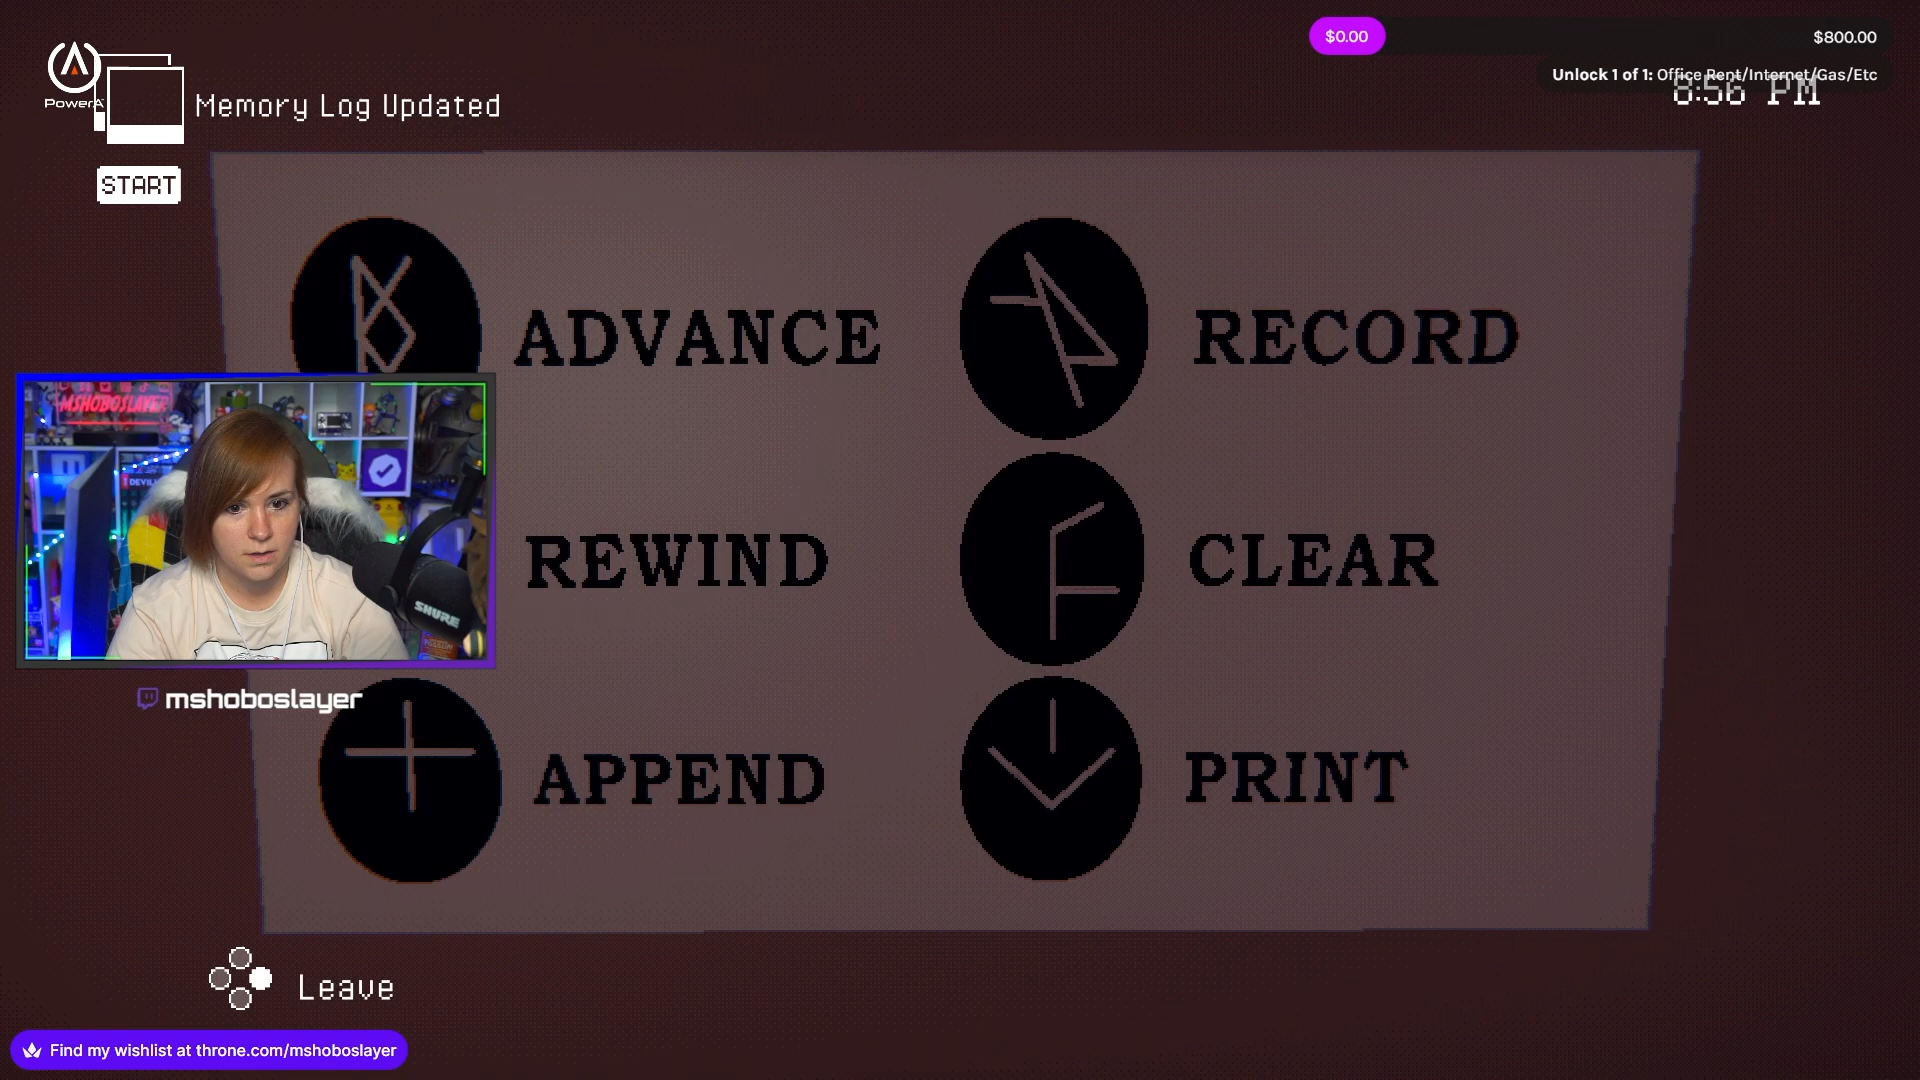 $0.00
$800.00
Unlock 1 of 1: Office Rent/Internet/Gas/Etc
8:56 PM
PowerA
Memory Log Updated
START
ADVANCE
RECORD
MSHOBOSLAYER
REWIND
CLEAR
SHURE
mshoboslayer
APPEND
PRINT
Leave
Find my wishlist at throne.com/mshoboslayer